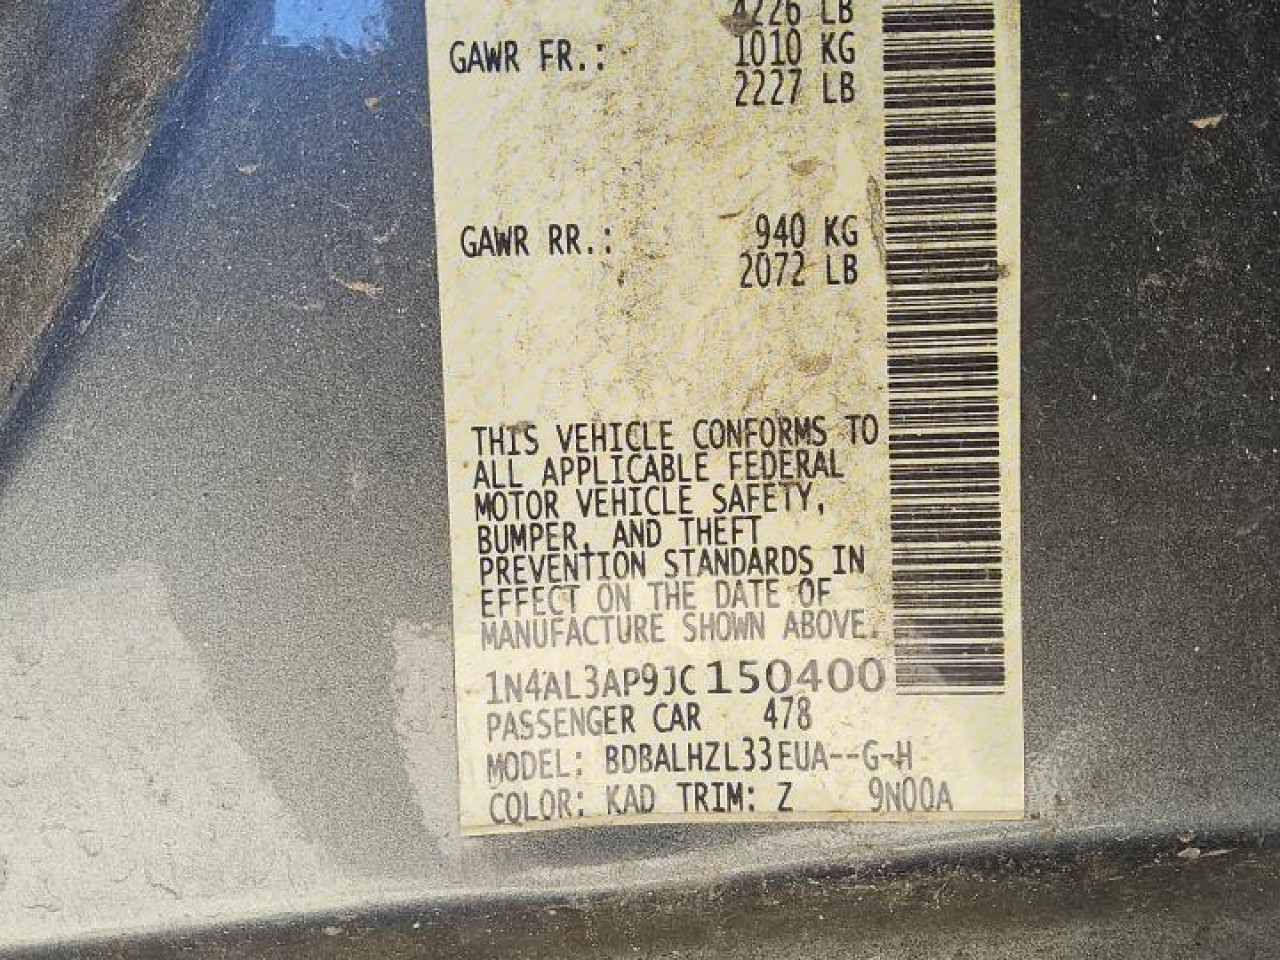 4226 LB
GAWR FR.: 1010 KG
2227 LB
GAWR RR.: 940 KG
2072 LB
THIS VEHICLE CONFORMS TO
ALL APPLICABLE FEDERAL
MOTOR VEHICLE SAFETY,
BUMPER, AND THEFT
PREVENTION STANDARDS IN
EFFECT ON THE DATE OF
MANUFACTURE SHOWN ABOVE.
1N4AL3AP9JC150400
PASSENGER CAR 478
MODEL: BDBALHZL33EUA--G-H
COLOR: KAD TRIM: Z 9N00A